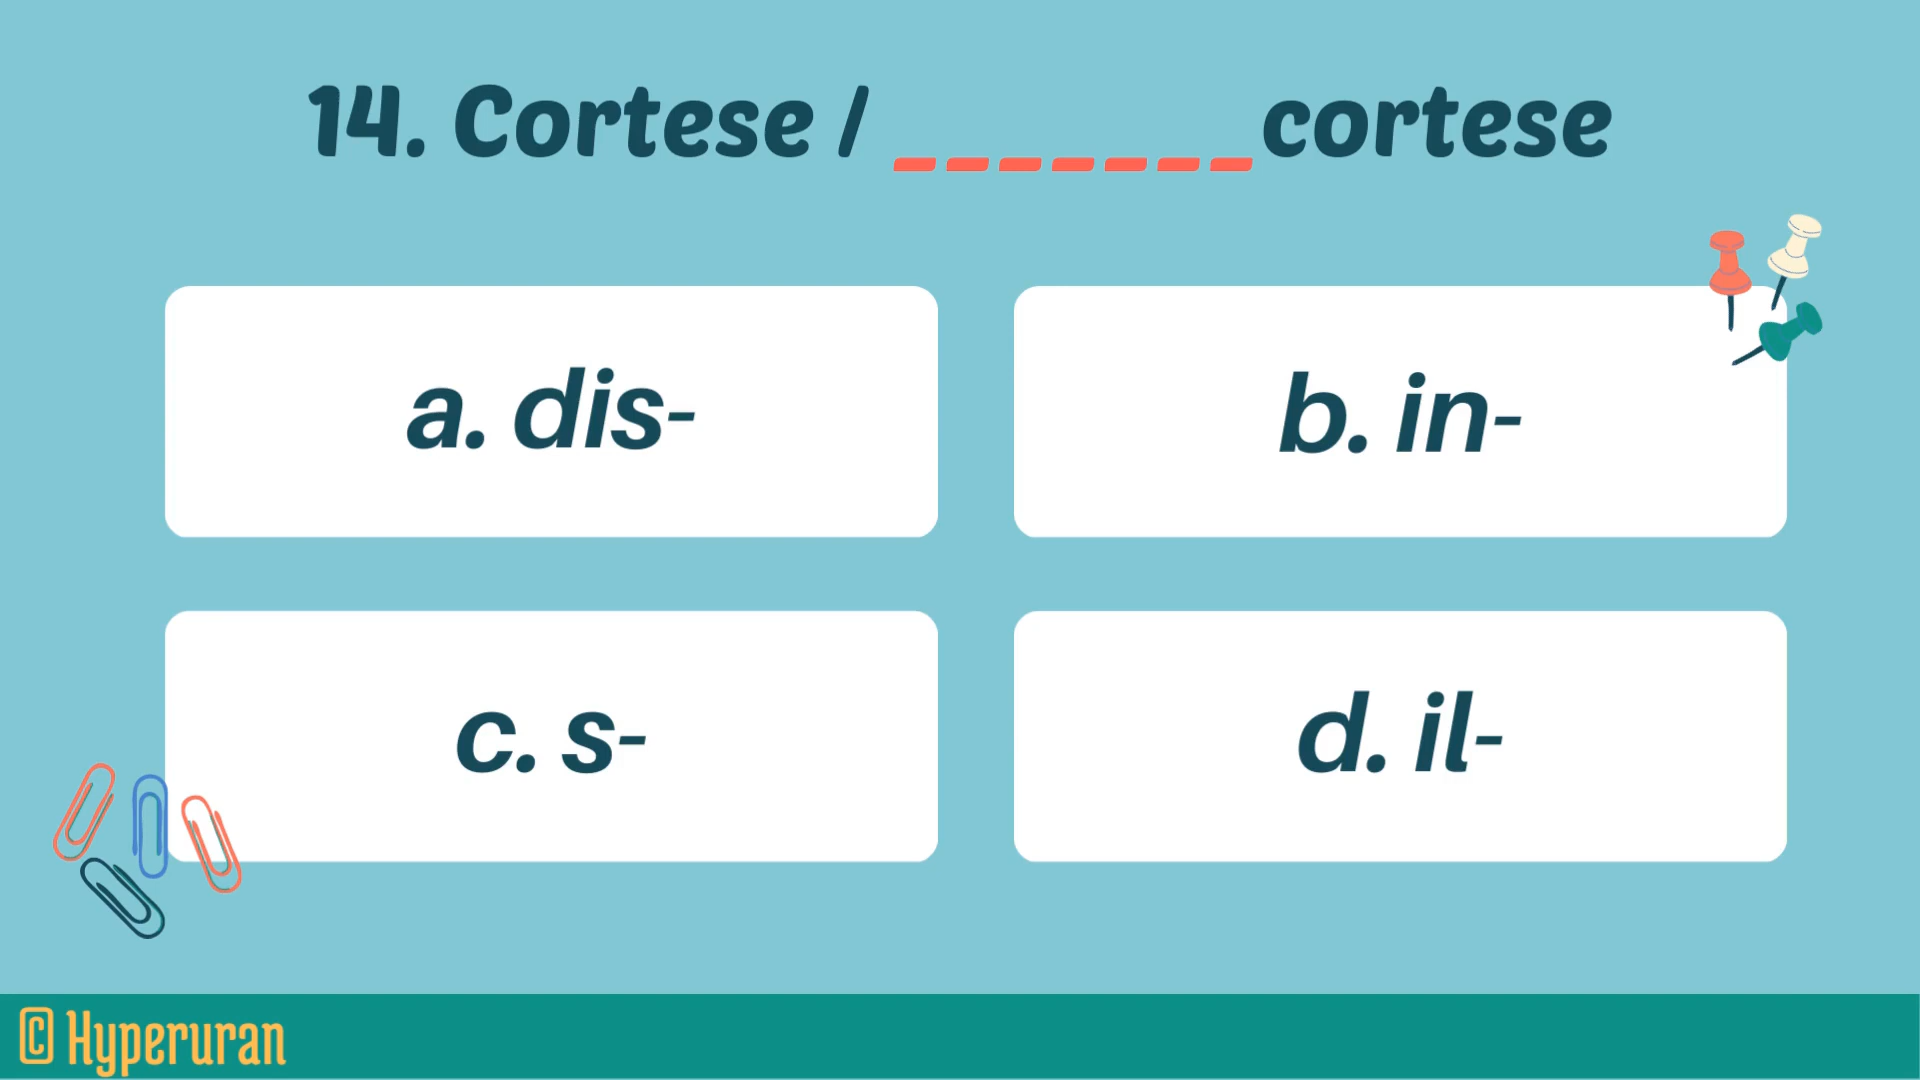 14. Cortese / _______cortese
a. dis-
b. in-
c. s-
d. il-
© Hyperuran